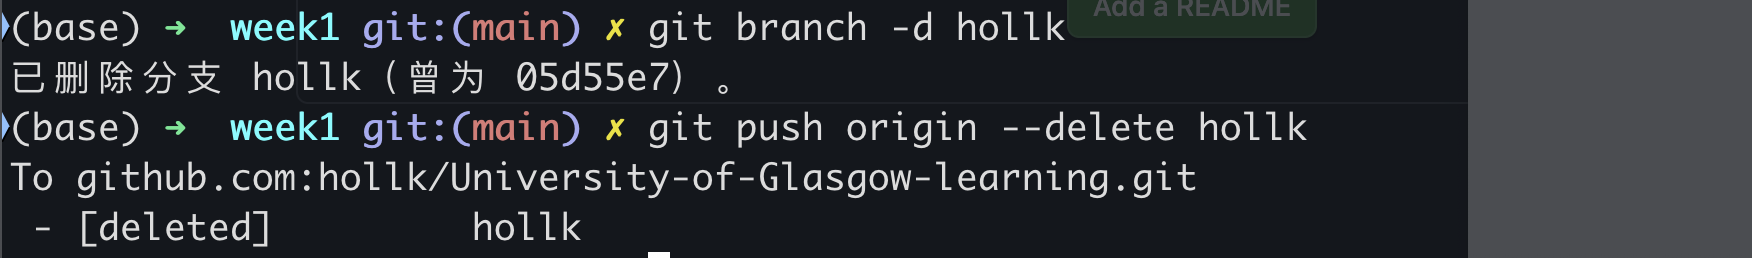 Add a README
(base) ➜ week1 git:(main) ✗ git branch -d hollk
已删除分支 hollk（曾为 05d55e7）。
(base) ➜ week1 git:(main) ✗ git push origin --delete hollk
To github.com:hollk/University-of-Glasgow-learning.git
- [deleted] hollk